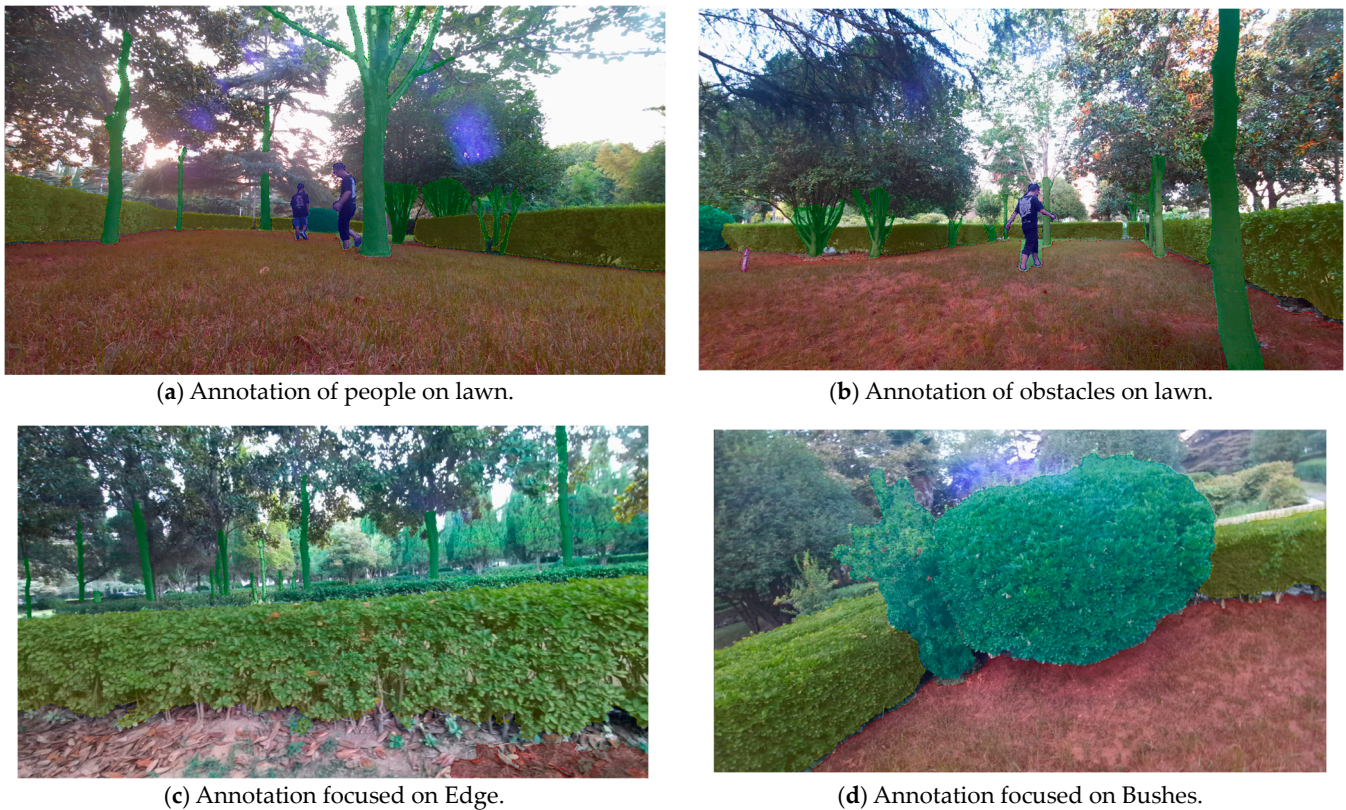 (a) Annotation of people on lawn.
(b) Annotation of obstacles on lawn.
(c) Annotation focused on Edge.
(d) Annotation focused on Bushes.